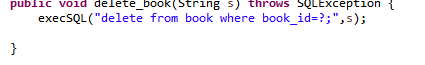 public void delete_book(String s) throws SQLException {
execSQL("delete from book where book_id=?;",s);
}